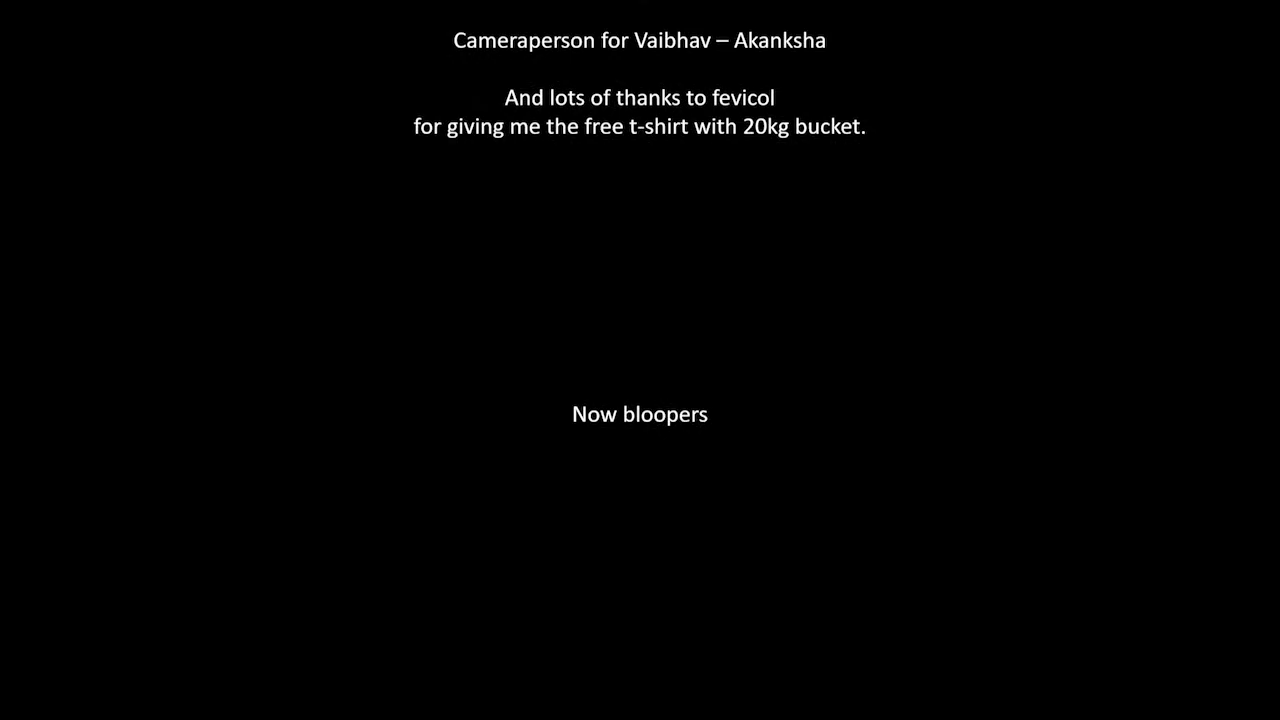 Cameraperson for Vaibhav – Akanksha
And lots of thanks to fevicol
for giving me the free t-shirt with 20kg bucket.
Now bloopers